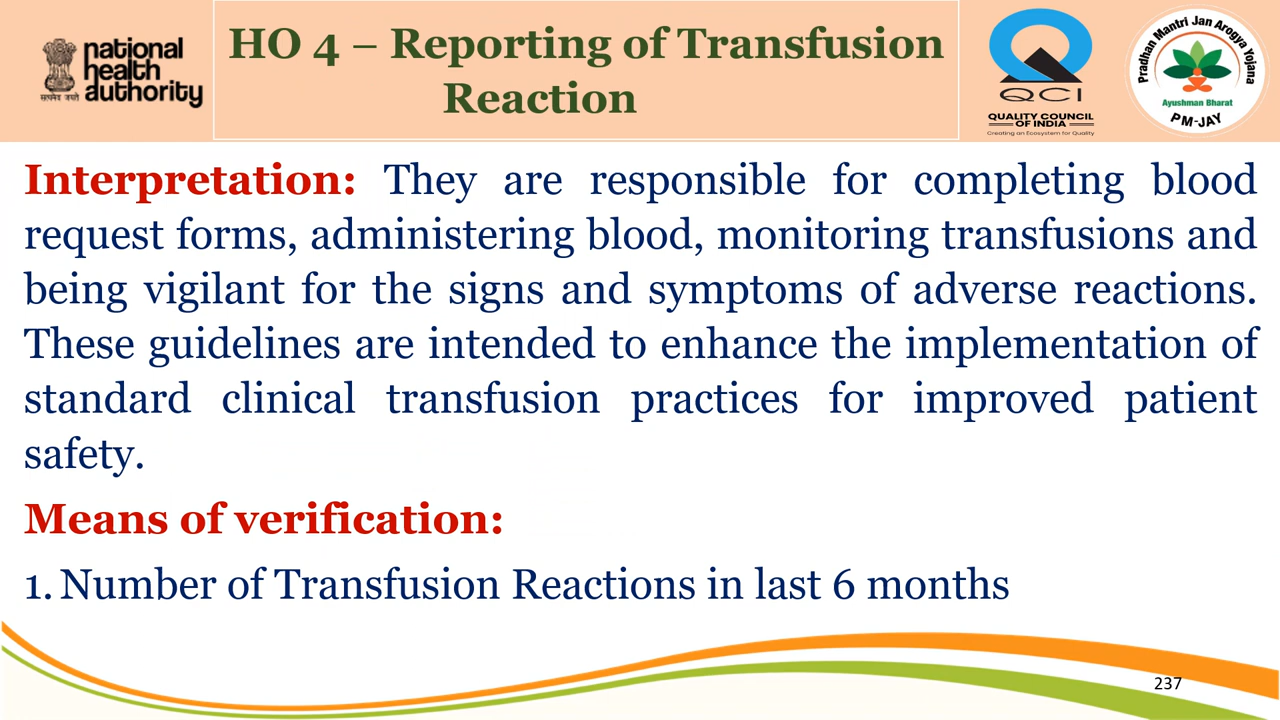 national
health
authority
सत्यमेव जयते
HO 4 – Reporting of Transfusion
Reaction
QCI
QUALITY COUNCIL
OF INDIA
Creating an Ecosystem for Quality
Pradhan Mantri Jan Arogya Yojana
Ayushman Bharat
PM-JAY
Interpretation: They are responsible for completing blood
request forms, administering blood, monitoring transfusions and
being vigilant for the signs and symptoms of adverse reactions.
These guidelines are intended to enhance the implementation of
standard clinical transfusion practices for improved patient
safety.
Means of verification:
1. Number of Transfusion Reactions in last 6 months
237